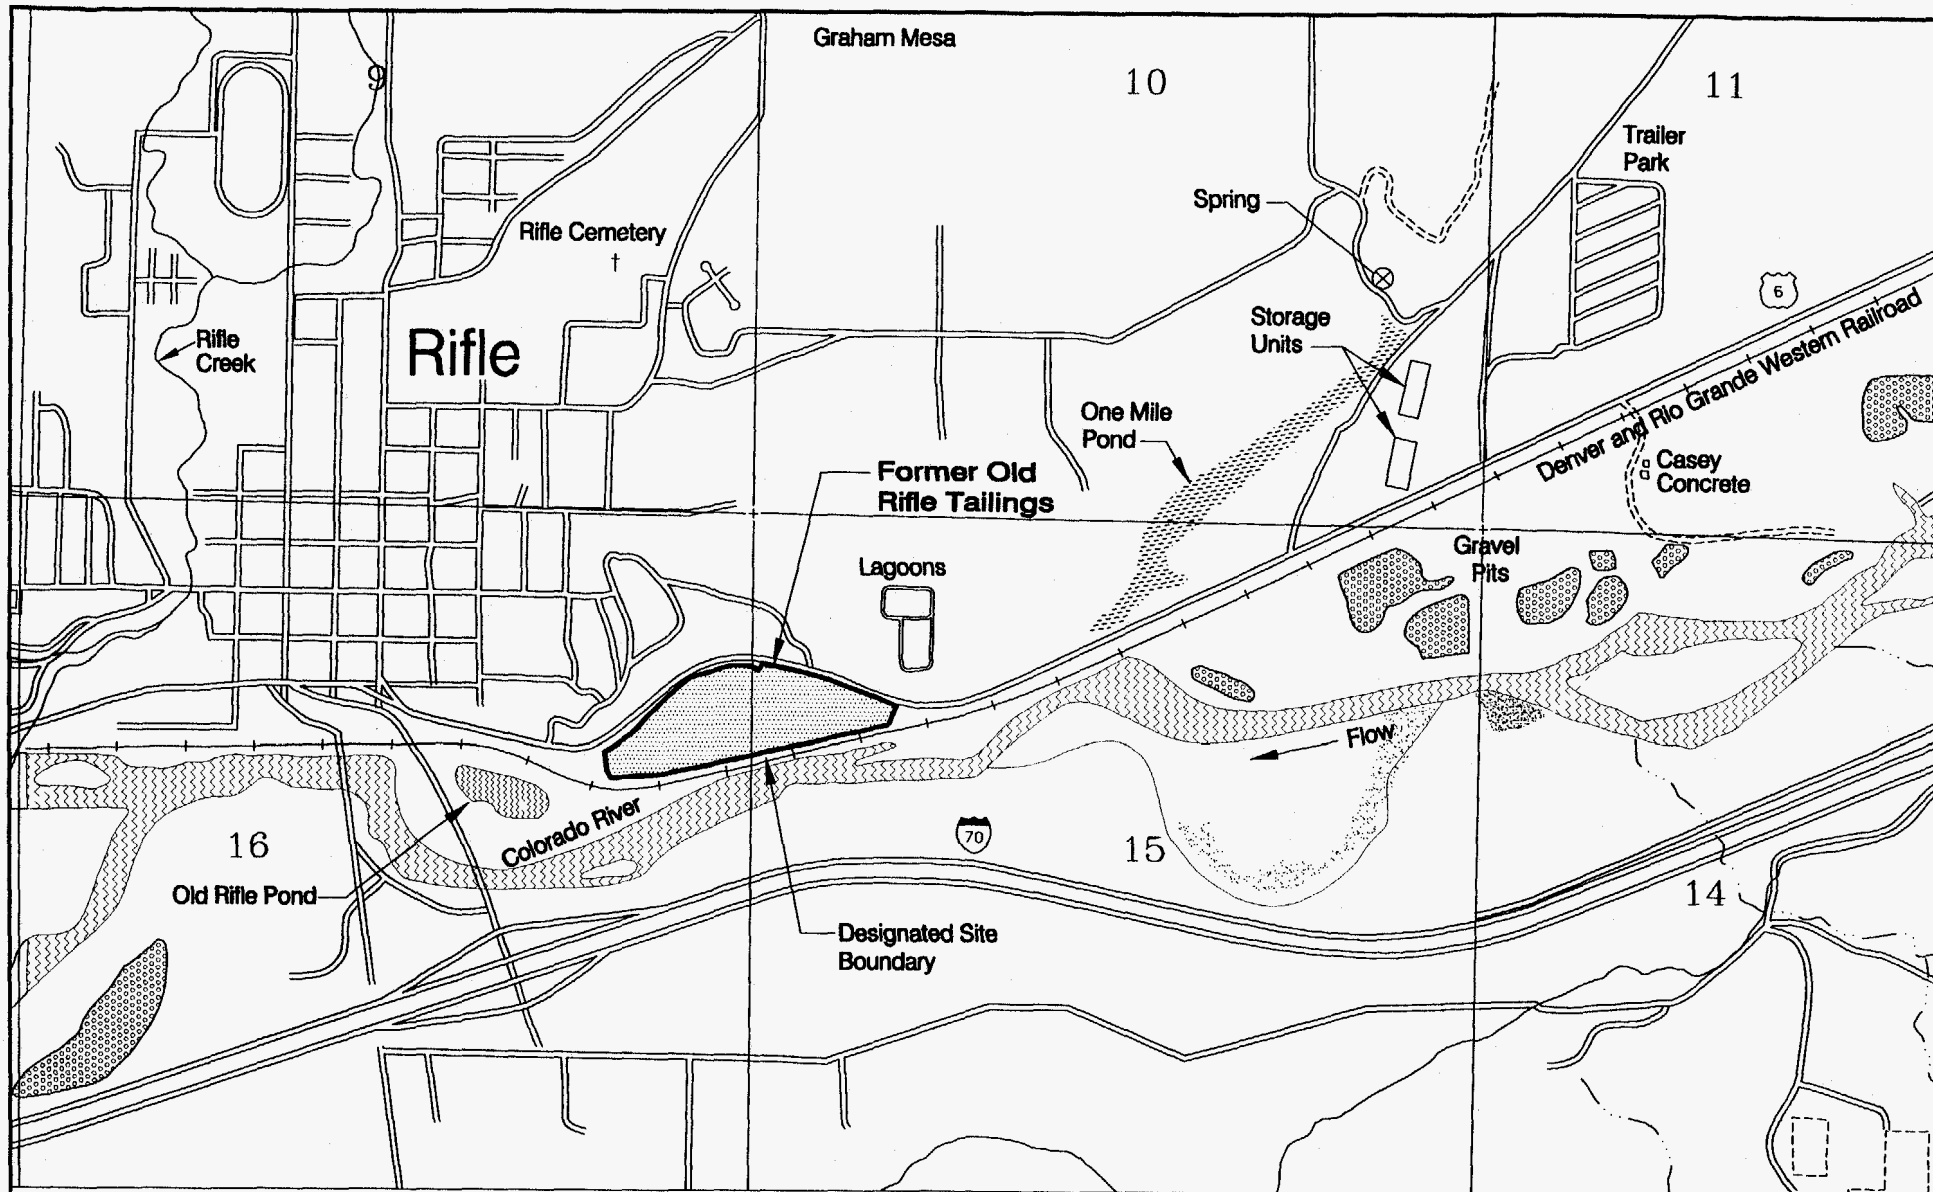 Graham Mesa
9
10
11
Trailer
Park
Spring
Rifle Cemetery
6
Storage
Units
Rifle
Creek
Rifle
Denver and Rio Grande Western Railroad
One Mile
Pond
Former Old
Rifle Tailings
Casey
Concrete
Gravel
Pits
Lagoons
Flow
Colorado River
70
16
15
14
Old Rifle Pond
Designated Site
Boundary